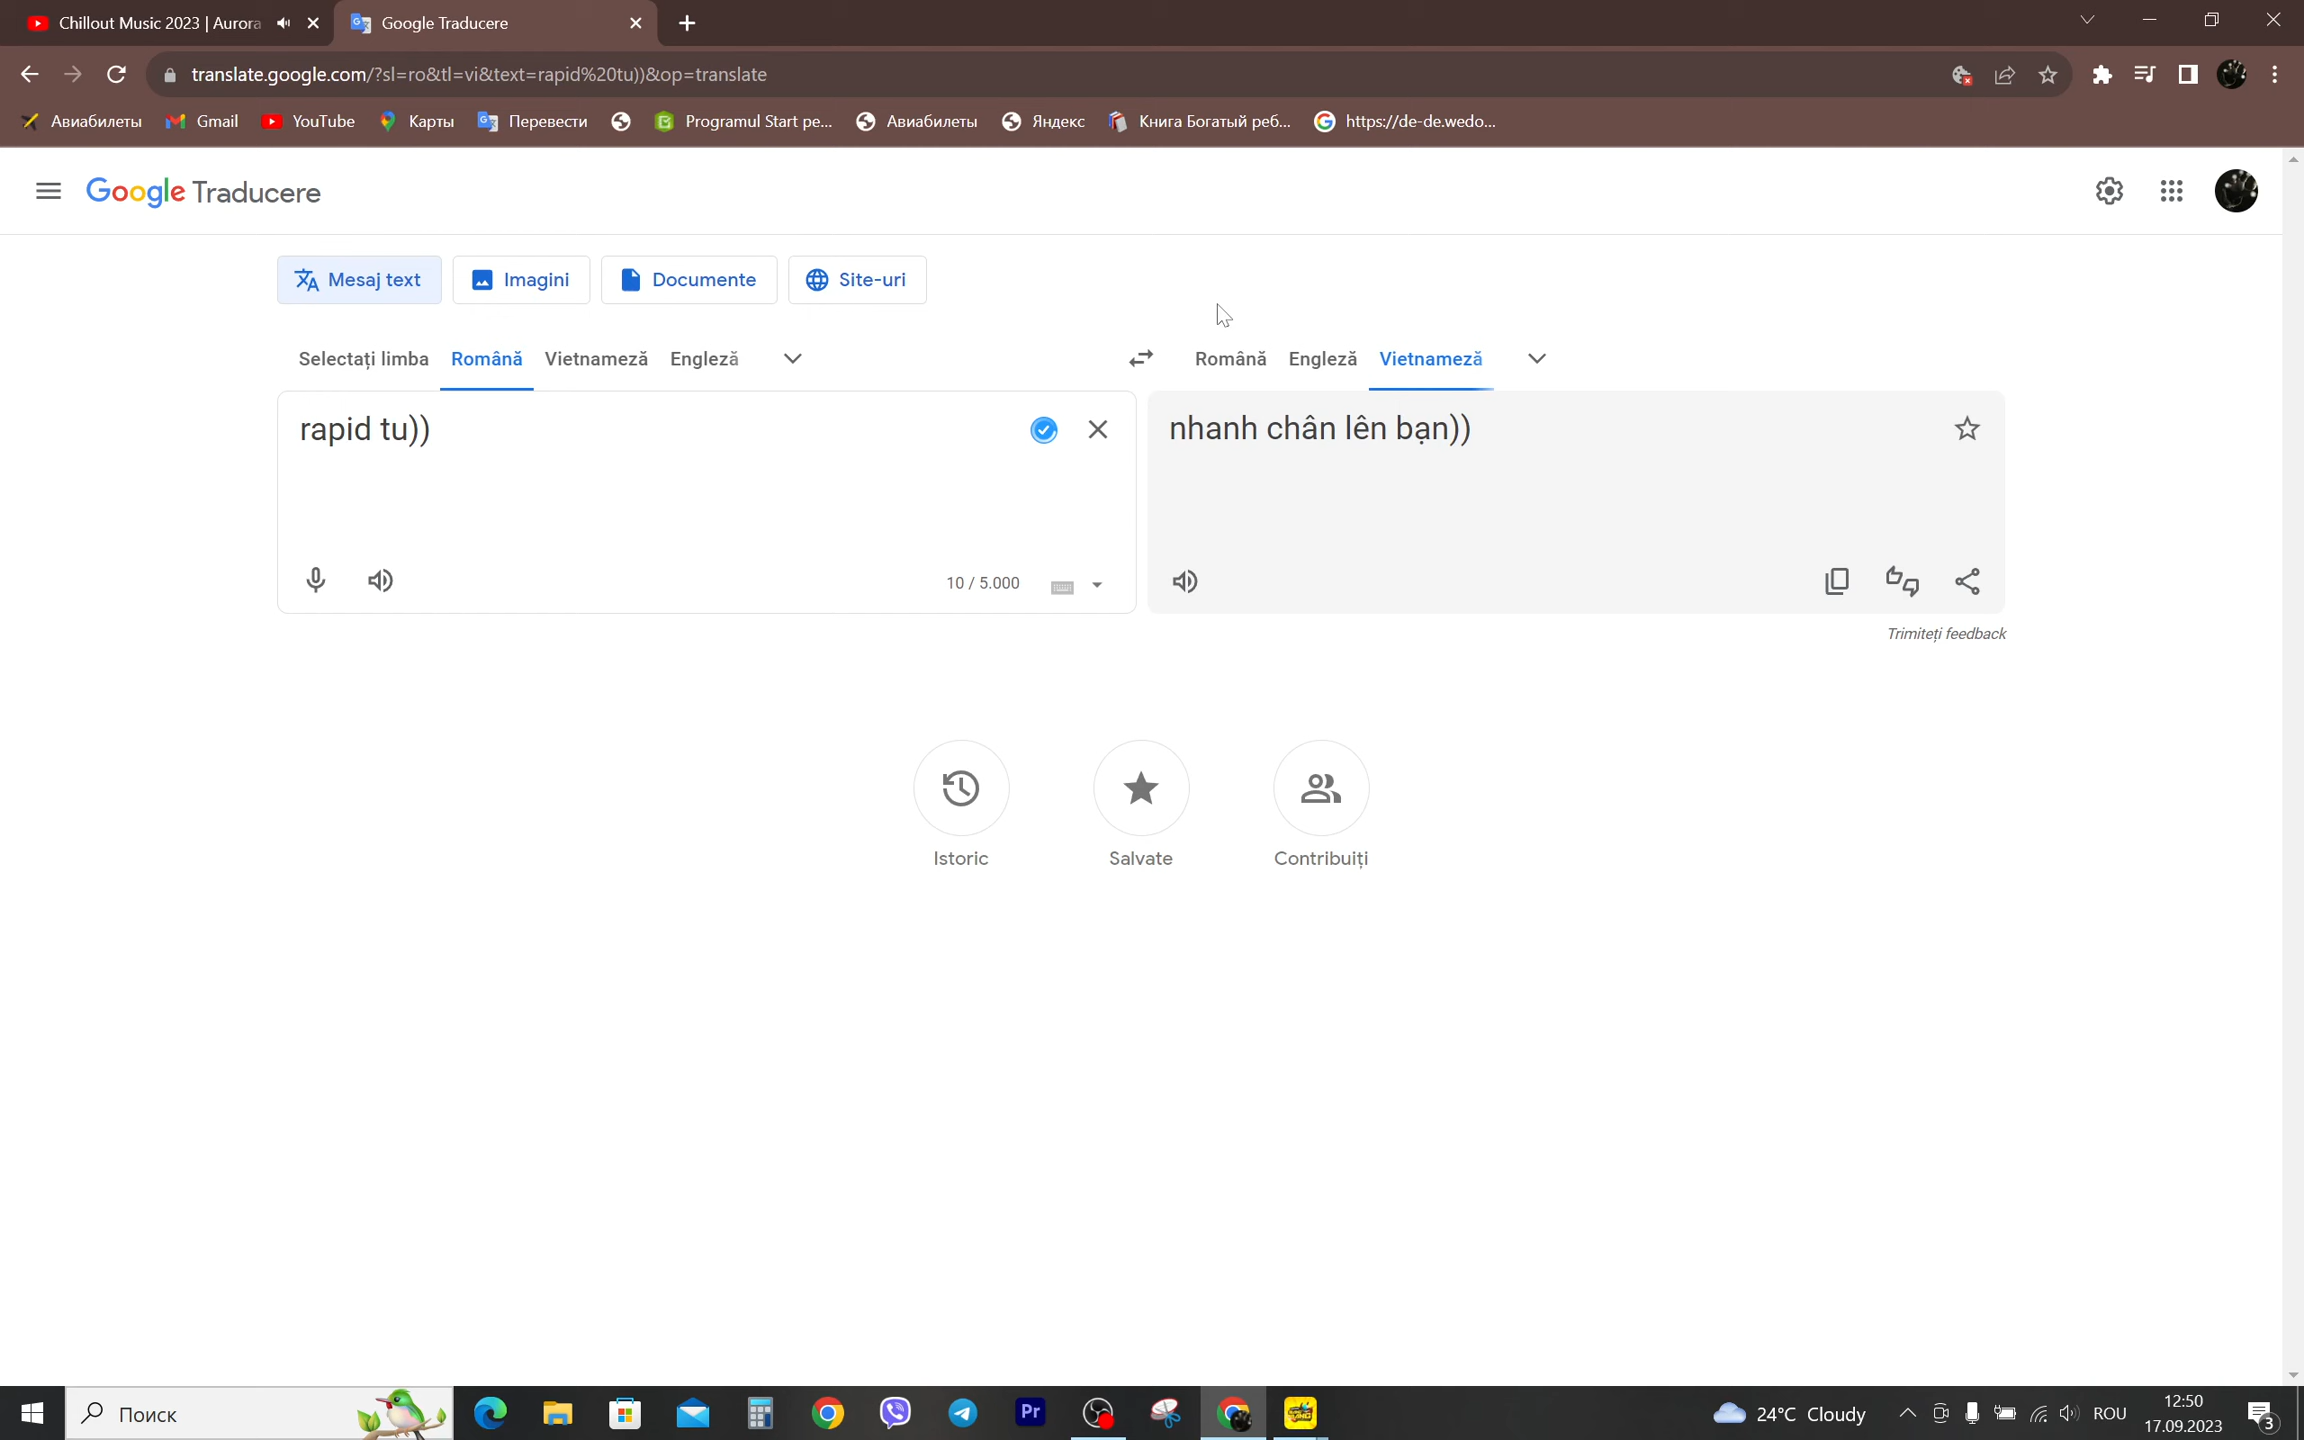 Chillout Music 2023 | Aurora
Google Traducere
translate.google.com/?sl=ro&tl=vi&text=rapid%20tu))&op=translate
Авиабилеты
Gmail
YouTube
Карты
Перевести
Programul Start pe...
Авиабилеты
Яндекс
Книга Богатый реб...
https://de-de.wedo...
Google Traducere
Mesaj text
Imagini
Documente
Site-uri
Selectați limba
Română
Vietnameză
Engleză
Română
Engleză
Vietnameză
rapid tu))
nhanh chân lên bạn))
10 / 5.000
Trimiteți feedback
Istoric
Salvate
Contribuiți
Поиск
Pr
24°C Cloudy
ROU
12:50
17.09.2023
3